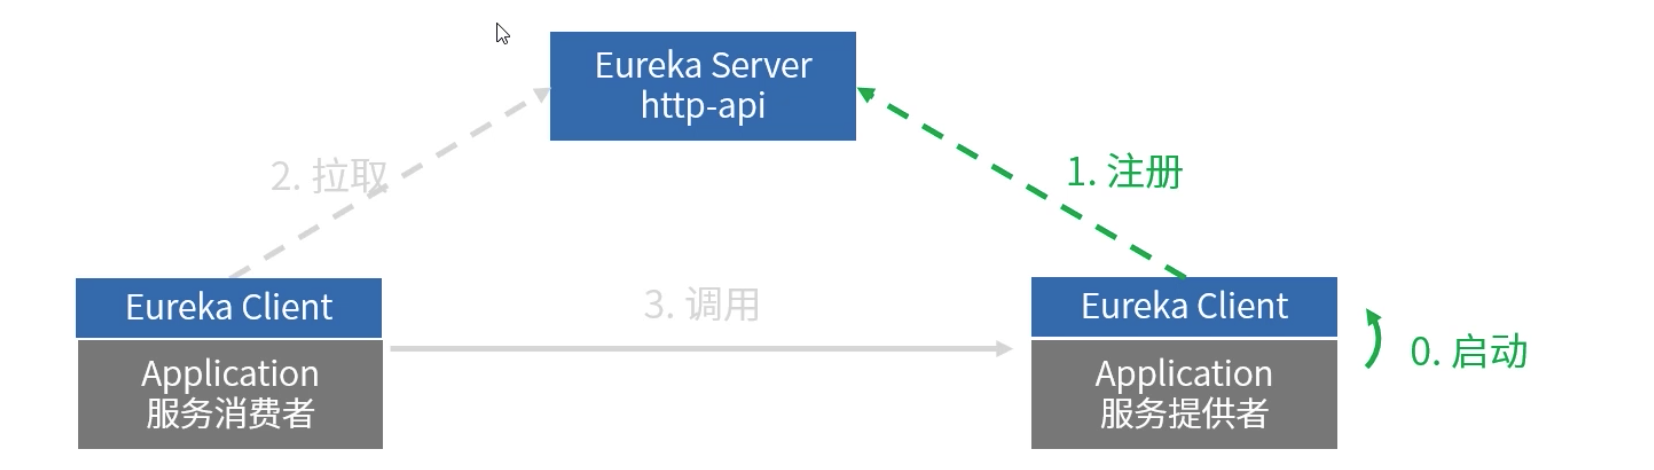 Eureka Server
http-api
2. 拉取
1. 注册
Eureka Client
3. 调用
Eureka Client
Application
服务消费者
Application
服务提供者
0. 启动